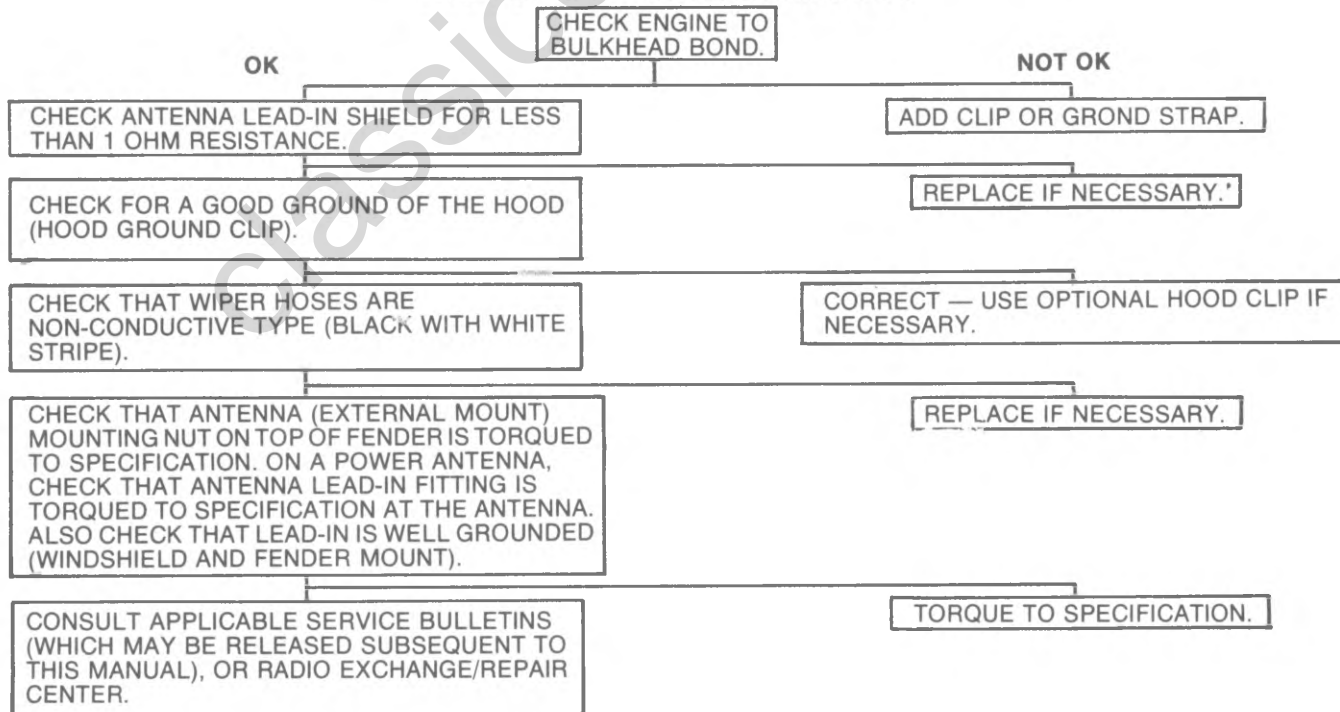 CHECK ENGINE TO
BULKHEAD BOND.
OK
NOT OK
CHECK ANTENNA LEAD-IN SHIELD FOR LESS
THAN 1 OHM RESISTANCE.
ADD CLIP OR GROND STRAP.
CHECK FOR A GOOD GROUND OF THE HOOD
(HOOD GROUND CLIP).
REPLACE IF NECESSARY.
CHECK THAT WIPER HOSES ARE
NON-CONDUCTIVE TYPE (BLACK WITH WHITE
STRIPE).
CORRECT — USE OPTIONAL HOOD CLIP IF
NECESSARY.
CHECK THAT ANTENNA (EXTERNAL MOUNT)
MOUNTING NUT ON TOP OF FENDER IS TORQUED
TO SPECIFICATION. ON A POWER ANTENNA,
CHECK THAT ANTENNA LEAD-IN FITTING IS
TORQUED TO SPECIFICATION AT THE ANTENNA.
ALSO CHECK THAT LEAD-IN IS WELL GROUNDED
(WINDSHIELD AND FENDER MOUNT).
REPLACE IF NECESSARY.
CONSULT APPLICABLE SERVICE BULLETINS
(WHICH MAY BE RELEASED SUBSEQUENT TO
THIS MANUAL), OR RADIO EXCHANGE/REPAIR
CENTER.
TORQUE TO SPECIFICATION.
classic